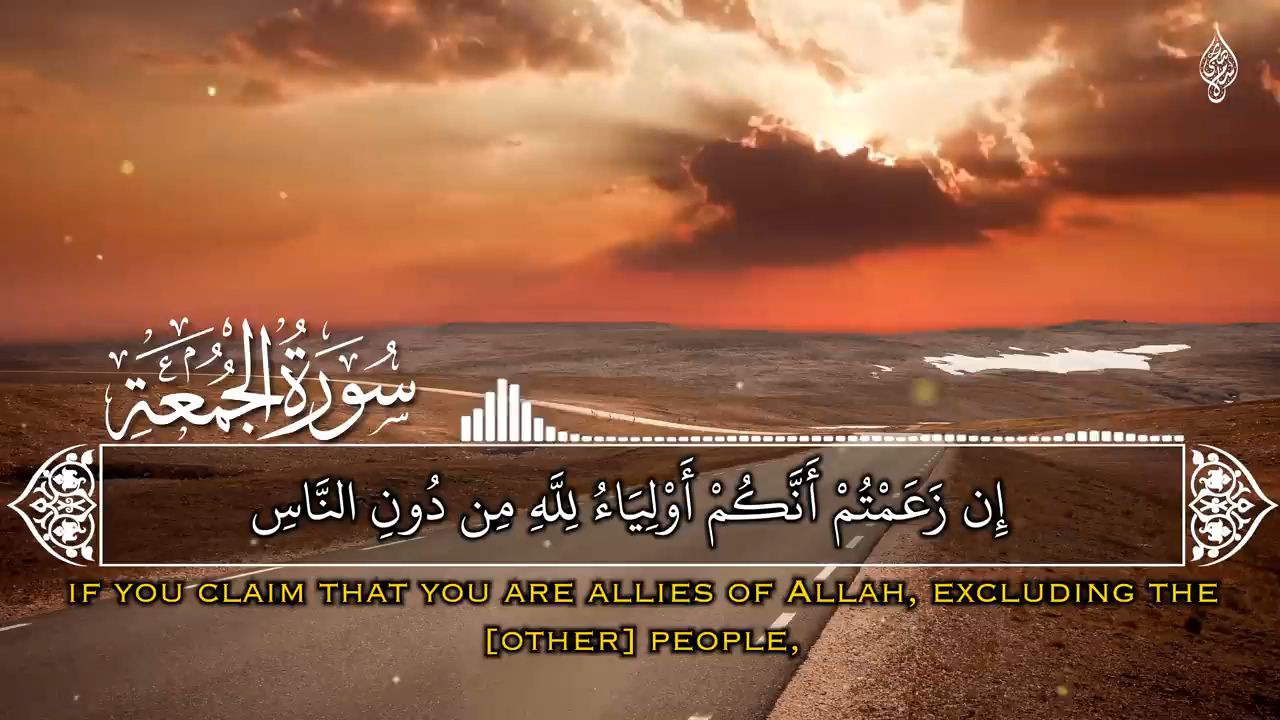 سُورَةُ الجُمُعَةِ
إِن زَعَمْتُمْ أَنَّكُمْ أَوْلِيَاءُ لِلَّهِ مِن دُونِ النَّاسِ
IF YOU CLAIM THAT YOU ARE ALLIES OF ALLAH, EXCLUDING THE
[OTHER] PEOPLE,